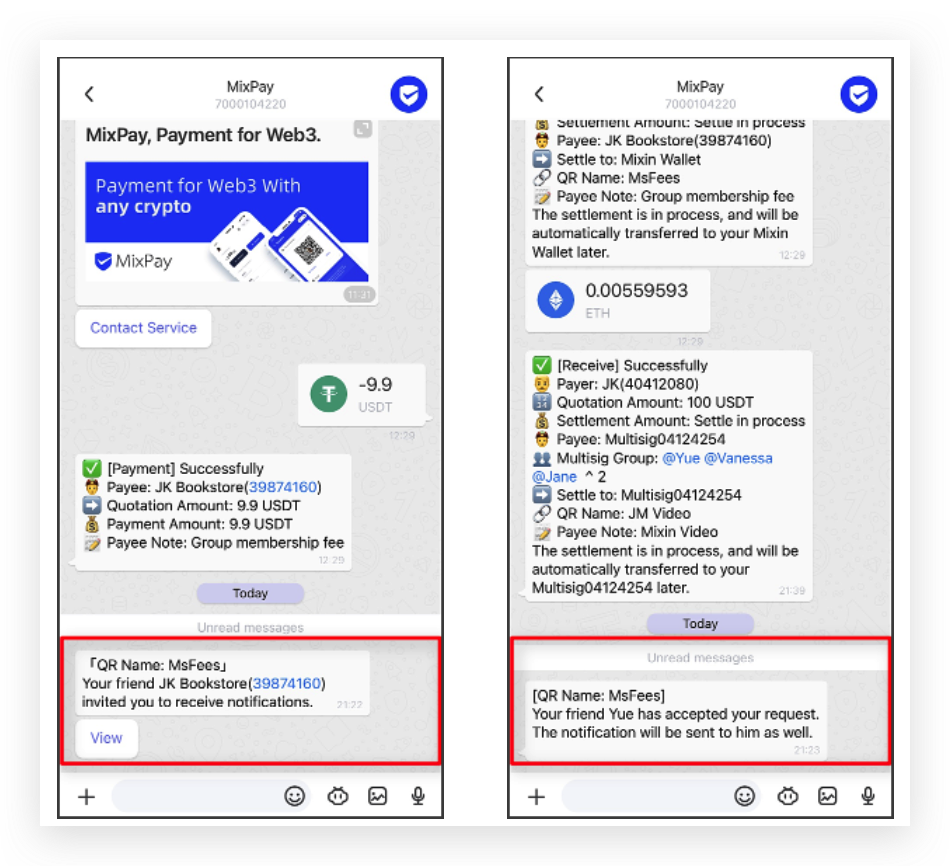 MixPay
7000104220
MixPay, Payment for Web3.
Payment for Web3 With
any crypto
MixPay
11:21
Contact Service
-9.9
USDT
12:29
[Payment] Successfully
Payee: JK Bookstore(39874160)
Quotation Amount: 9.9 USDT
Payment Amount: 9.9 USDT
Payee Note: Group membership fee
12:29
Today
Unread messages
「QR Name: MsFees」
Your friend JK Bookstore(39874160)
invited you to receive notifications.
21:22
View
MixPay
7000104220
Settlement Amount: Settle in process
Payee: JK Bookstore(39874160)
Settle to: Mixin Wallet
QR Name: MsFees
Payee Note: Group membership fee
The settlement is in process, and will be
automatically transferred to your Mixin
Wallet later.
12:29
0.00559593
ETH
12:29
[Receive] Successfully
Payer: JK(40412080)
Quotation Amount: 100 USDT
Settlement Amount: Settle in process
Payee: Multisig04124254
Multisig Group: @Yue @Vanessa
@Jane ^ 2
Settle to: Multisig04124254
QR Name: JM Video
Payee Note: Mixin Video
The settlement is in process, and will be
automatically transferred to your
Multisig04124254 later.
21:39
Today
Unread messages
[QR Name: MsFees]
Your friend Yue has accepted your request.
The notification will be sent to him as well.
21:23